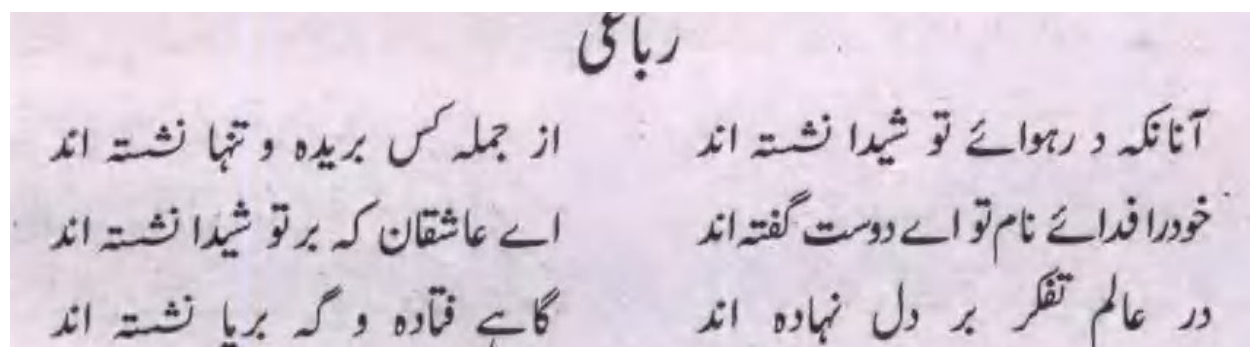 رباعی
آنانکہ د رہوائے تو شیدا نشستہ اند از جملہ کس بریدہ و تنہا نشستہ اند
خودرا فدائے نام تو اے دوست گفتہ اند اے عاشقان کہ بر تو شیدا نشستہ اند
در عالم تفکر بر دل نہادہ اند گاہے فتادہ و گہ برپا نشستہ اند